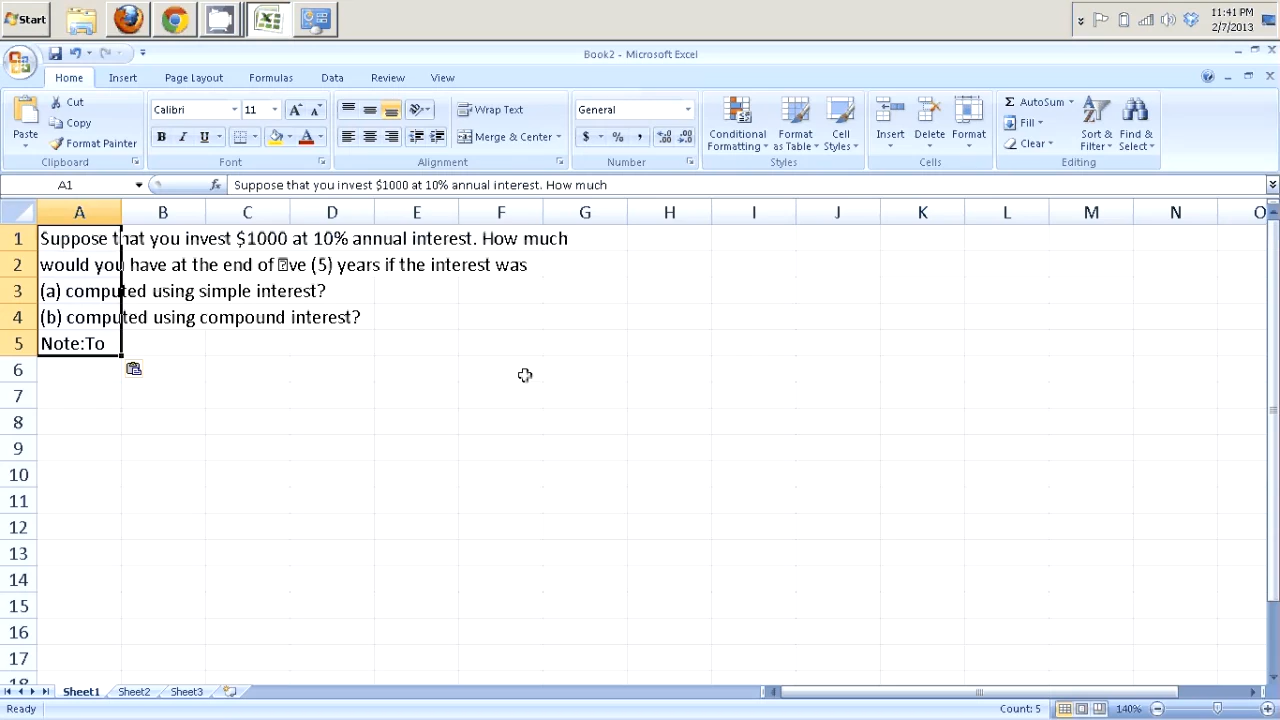 Start
11:41 PM
2/7/2013
Book2 - Microsoft Excel
Home Insert Page Layout Formulas Data Review View
Paste
Cut
Copy
Format Painter
Clipboard
Calibri 11 A A
B I U A
Font
Wrap Text
Merge & Center
Alignment
General
$ % , .0 .00 .00 .0
Number
Conditional Formatting
Format as Table
Cell Styles
Styles
Insert Delete Format
Cells
Σ AutoSum
Fill
Clear
Sort & Filter
Find & Select
Editing
A1 fx Suppose that you invest $1000 at 10% annual interest. How much
A B C D E F G H I J K L M N O
1 Suppose that you invest $1000 at 10% annual interest. How much
2 would you have at the end of ve (5) years if the interest was
3 (a) computed using simple interest?
4 (b) computed using compound interest?
5 Note:To
6
7
8
9
10
11
12
13
14
15
16
17
18
Sheet1 Sheet2 Sheet3
Ready Count: 5 140%